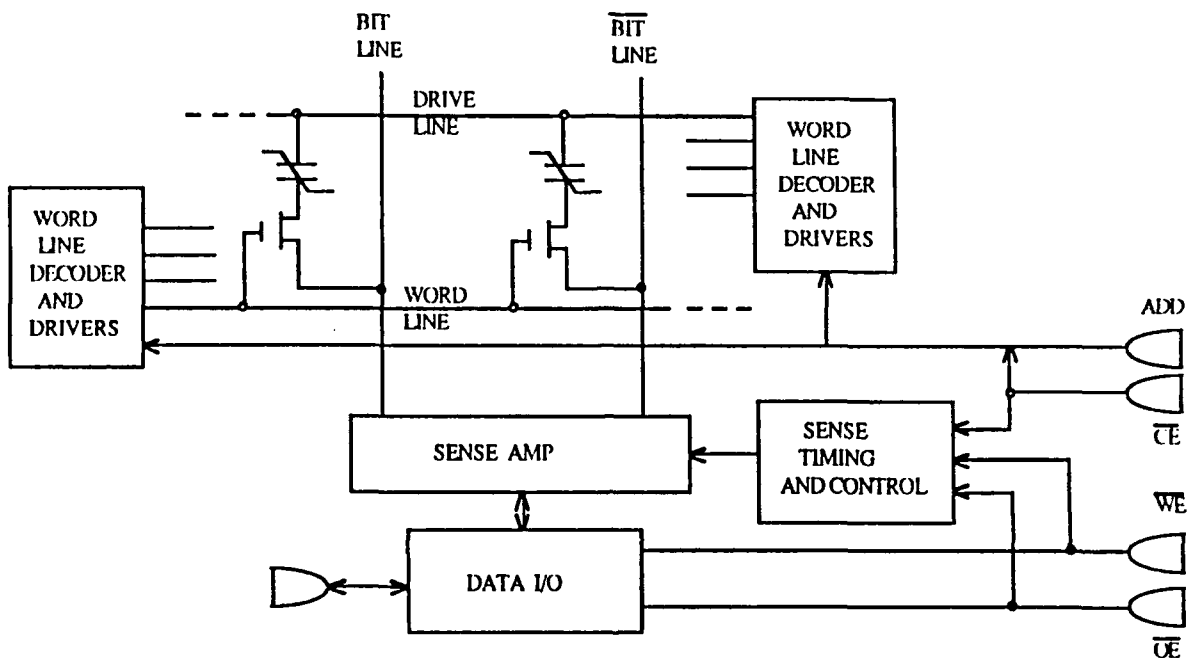 BIT
LINE
BIT
LINE
DRIVE
LINE
WORD
LINE
DECODER
AND
DRIVERS
WORD
LINE
DECODER
AND
DRIVERS
WORD
LINE
ADD
CE
SENSE AMP
SENSE
TIMING
AND CONTROL
WE
DATA I/O
OE